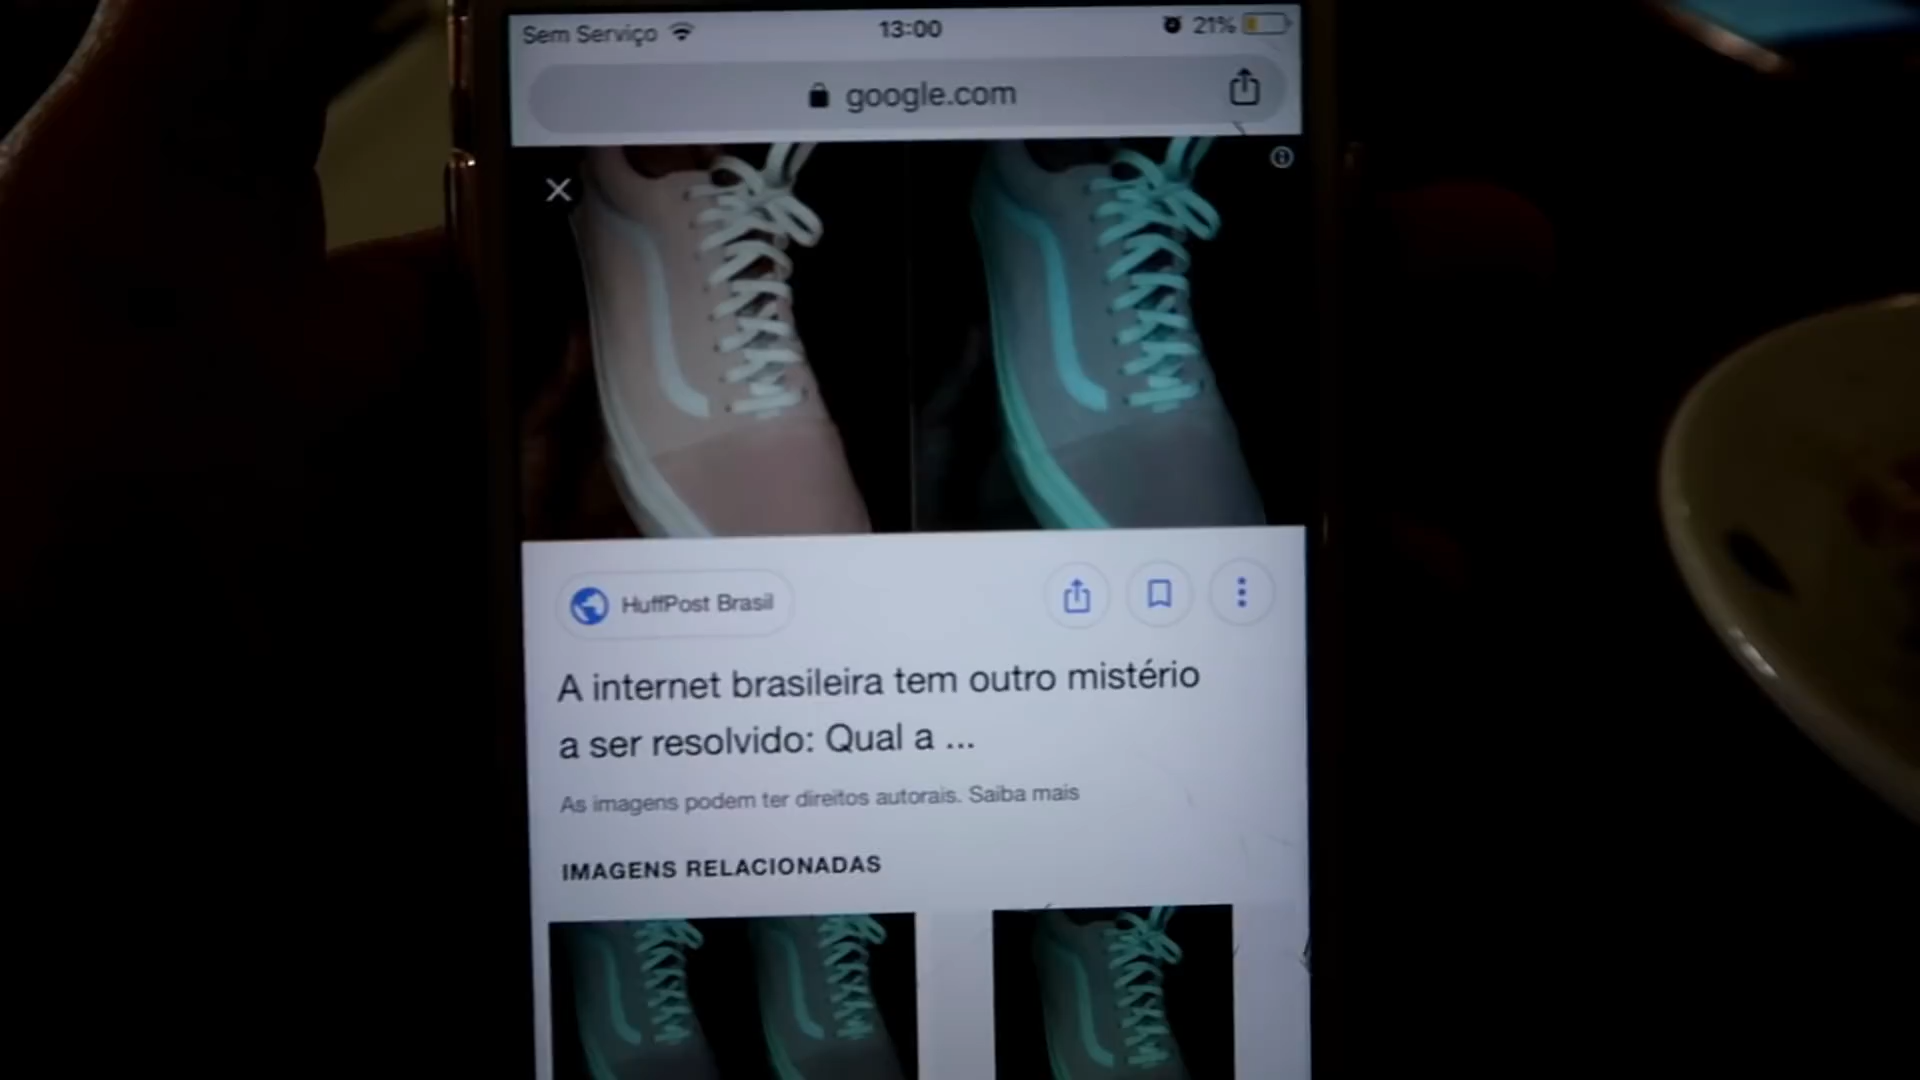 Sem Serviço 13:00 21%
google.com
HuffPost Brasil
A internet brasileira tem outro mistério
a ser resolvido: Qual a ...
As imagens podem ter direitos autorais. Saiba mais
IMAGENS RELACIONADAS